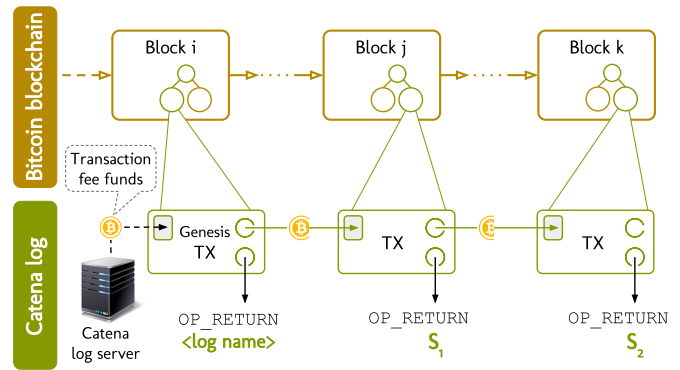 Bitcoin blockchain
Block i
Block j
Block k
Transaction
fee funds
Catena log
Genesis
TX
TX
TX
Catena
log server
OP_RETURN
<log name>
OP_RETURN
S1
OP_RETURN
S2